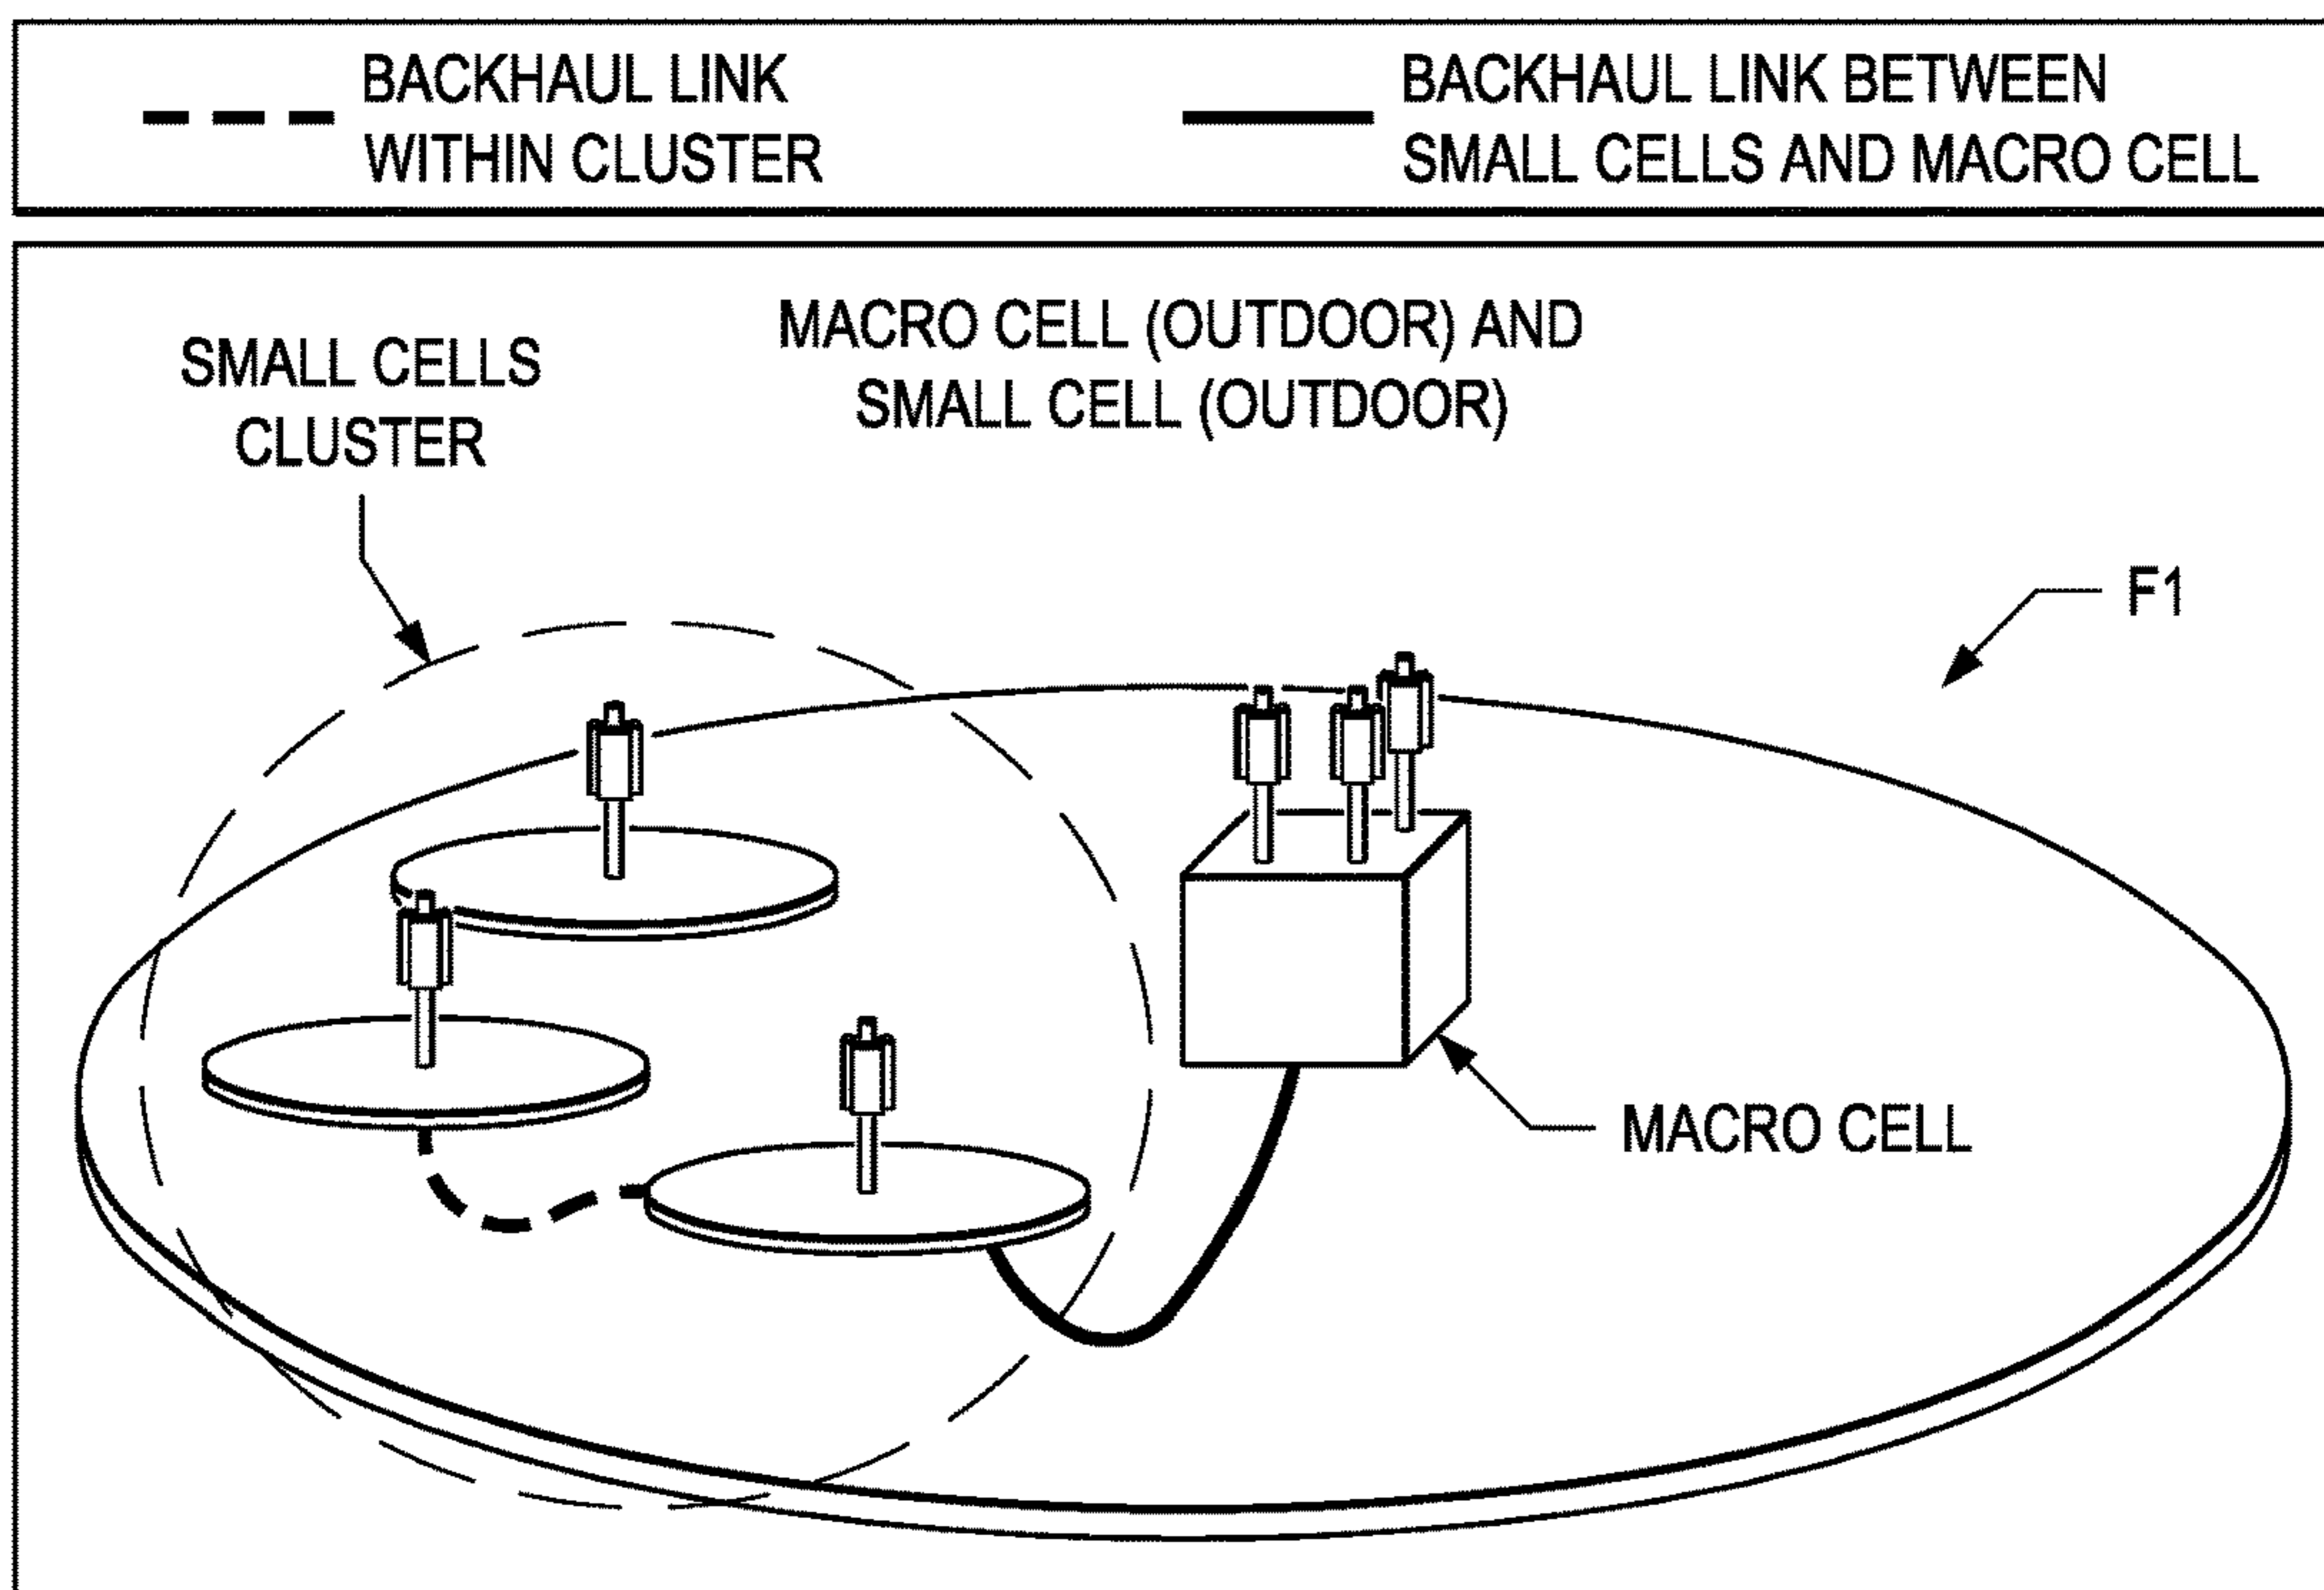 BACKHAUL LINK
WITHIN CLUSTER
BACKHAUL LINK BETWEEN
SMALL CELLS AND MACRO CELL
MACRO CELL (OUTDOOR) AND
SMALL CELL (OUTDOOR)
SMALL CELLS
CLUSTER
F1
MACRO CELL